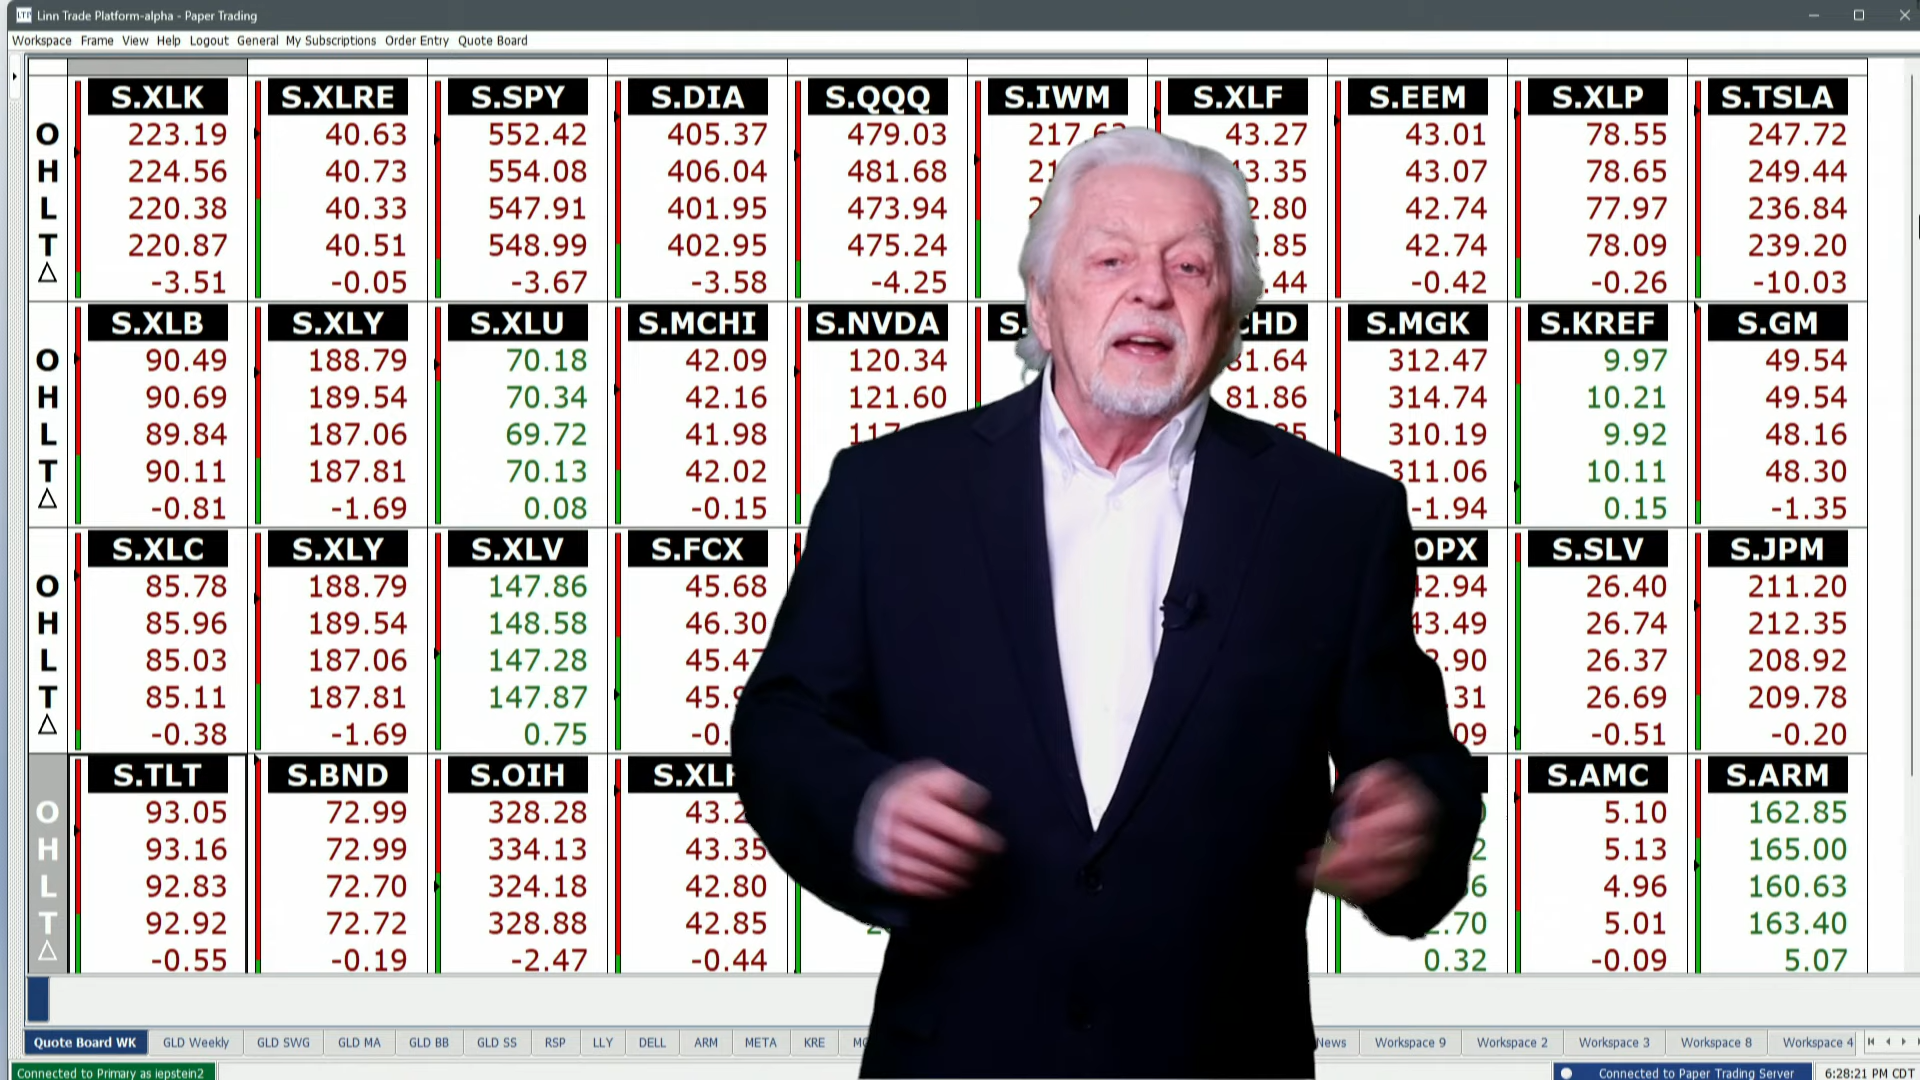 Linn Trade Platform-alpha - Paper Trading
Workspace Frame View Help Logout General My Subscriptions Order Entry Quote Board
S.XLK S.XLRE S.SPY S.DIA S.QQQ S.IWM S.XLF S.EEM S.XLP S.TSLA
O 223.19 40.63 552.42 405.37 479.03 43.27 43.01 78.55 247.72
H 224.56 40.73 554.08 406.04 481.68 43.07 78.65 249.44
L 220.38 40.33 547.91 401.95 473.94 42.74 77.97 236.84
T 220.87 40.51 548.99 402.95 475.24 42.74 78.09 239.20
△ -3.51 -0.05 -3.67 -3.58 -4.25 -0.42 -0.26 -10.03
S.XLB S.XLY S.XLU S.MCHI S.NVDA S.MGK S.KREF S.GM
O 90.49 188.79 70.18 42.09 120.34 312.47 9.97 49.54
H 90.69 189.54 70.34 42.16 121.60 81.86 314.74 10.21 49.54
L 89.84 187.06 69.72 41.98 310.19 9.92 48.16
T 90.11 187.81 70.13 42.02 311.06 10.11 48.30
△ -0.81 -1.69 0.08 -0.15 -1.94 0.15 -1.35
S.XLC S.XLY S.XLV S.FCX S.SLV S.JPM
O 85.78 188.79 147.86 45.68 26.40 211.20
H 85.96 189.54 148.58 46.30 26.74 212.35
L 85.03 187.06 147.28 26.37 208.92
T 85.11 187.81 147.87 26.69 209.78
△ -0.38 -1.69 0.75 -0.51 -0.20
S.TLT S.BND S.OIH S.AMC S.ARM
O 93.05 72.99 328.28 5.10 162.85
H 93.16 72.99 334.13 43.35 5.13 165.00
L 92.83 72.70 324.18 42.80 4.96 160.63
T 92.92 72.72 328.88 42.85 5.01 163.40
△ -0.55 -0.19 -2.47 -0.44 0.32 -0.09 5.07
Quote Board WK GLD Weekly GLD SWG GLD MA GLD BB GLD SS RSP LLY DELL ARM META KRE News Workspace 9 Workspace 2 Workspace 3 Workspace 8 Workspace 4
Connected to Primary as iepstein2 Connected to Paper Trading Server 6:28:21 PM CDT